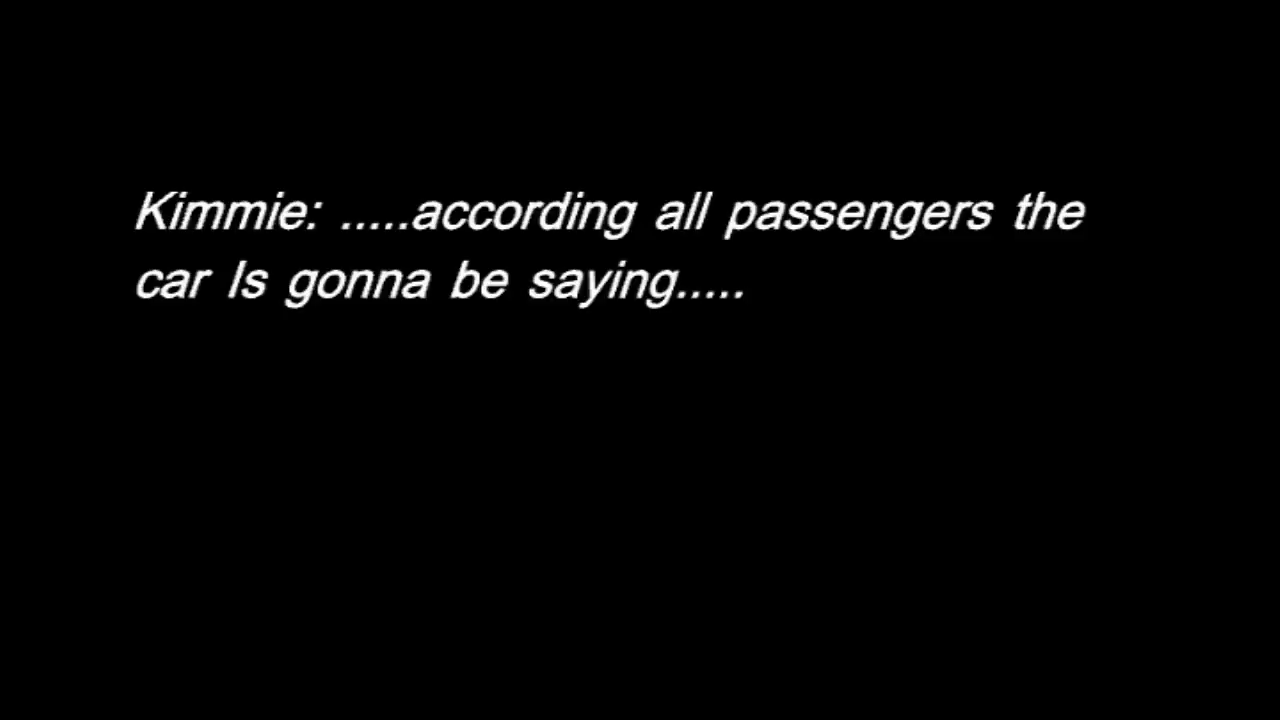 Kimmie: .....according all passengers the
car Is gonna be saying.....